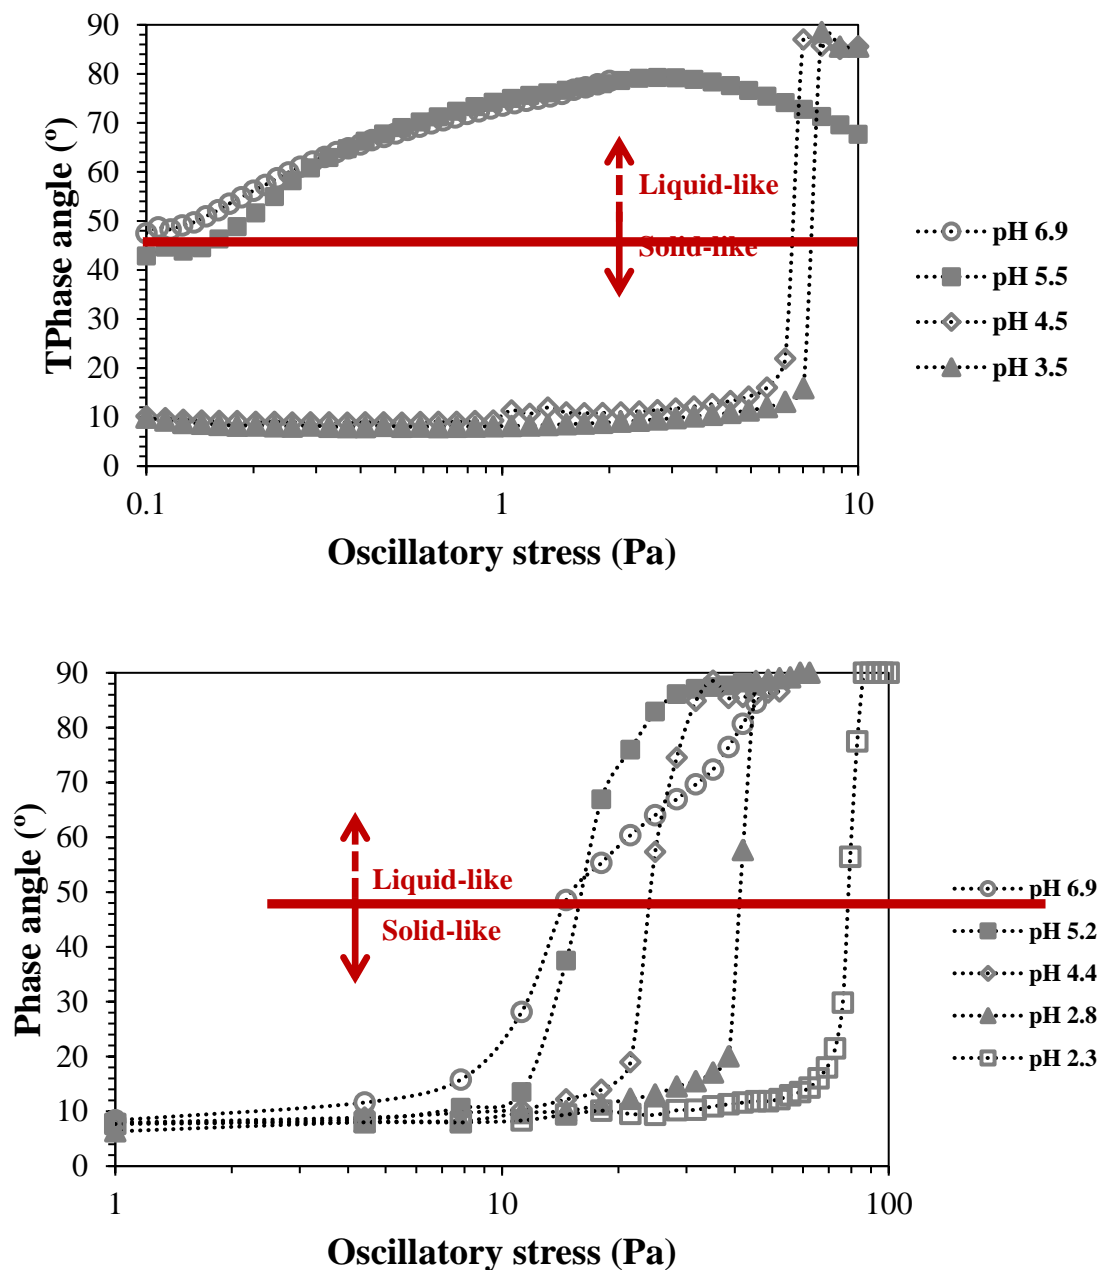 90
80
70
60
50
40
30
20
10
0
TPhase angle (º)
Liquid-like
Solid-like
0.1
1
10
Oscillatory stress (Pa)
pH 6.9
pH 5.5
pH 4.5
pH 3.5
90
80
70
60
50
40
30
20
10
0
Phase angle (º)
Liquid-like
Solid-like
1
10
100
Oscillatory stress (Pa)
pH 6.9
pH 5.2
pH 4.4
pH 2.8
pH 2.3